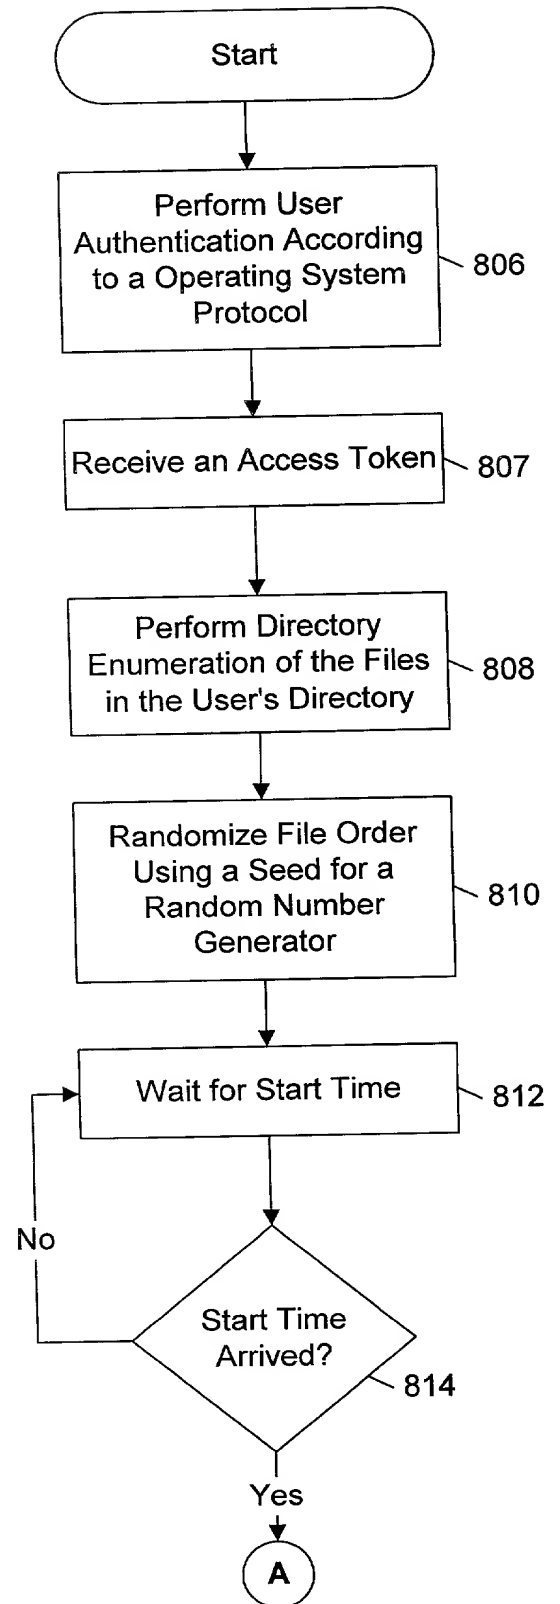 Start
Perform User
Authentication According
to a Operating System
Protocol
806
Receive an Access Token
807
Perform Directory
Enumeration of the Files
in the User's Directory
808
Randomize File Order
Using a Seed for a
Random Number
Generator
810
Wait for Start Time
812
No
Start Time
Arrived?
814
Yes
A